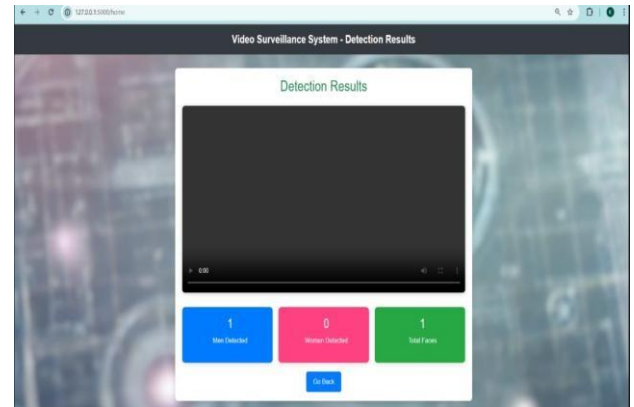 127.0.0.1:5000/home
Video Surveillance System - Detection Results
Detection Results
0:00
1
Men Detected
0
Women Detected
1
Total Faces
Go Back